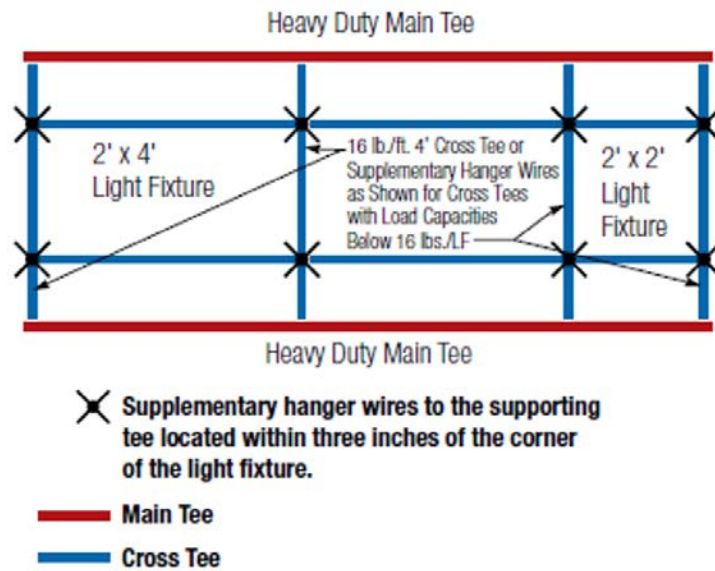 Heavy Duty Main Tee
2' x 4'
Light Fixture
16 lb./ft. 4' Cross Tee or
Supplementary Hanger Wires
as Shown for Cross Tees
with Load Capacities
Below 16 lbs./LF
2' x 2'
Light
Fixture
Heavy Duty Main Tee
Supplementary hanger wires to the supporting
tee located within three inches of the corner
of the light fixture.
Main Tee
Cross Tee